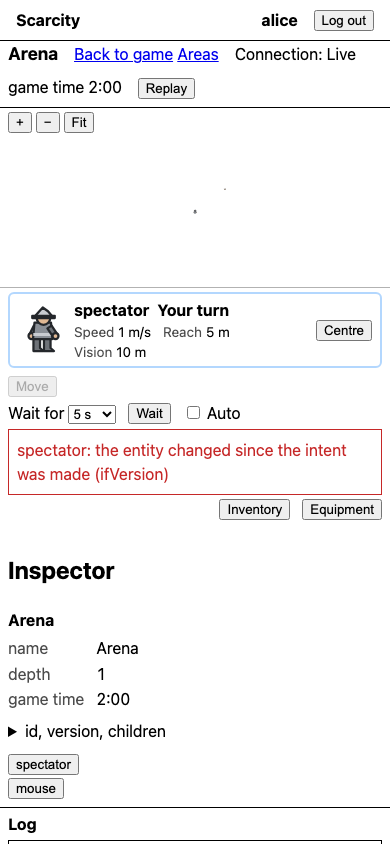 Scarcity alice Log out
Arena Back to game Areas Connection: Live
game time 2:00 Replay
+ − Fit
spectator Your turn
Speed 1 m/s Reach 5 m
Vision 10 m
Centre
Move
Wait for 5 s Wait Auto
spectator: the entity changed since the intent
was made (ifVersion)
Inventory Equipment
Inspector
Arena
name Arena
depth 1
game time 2:00
id, version, children
spectator
mouse
Log